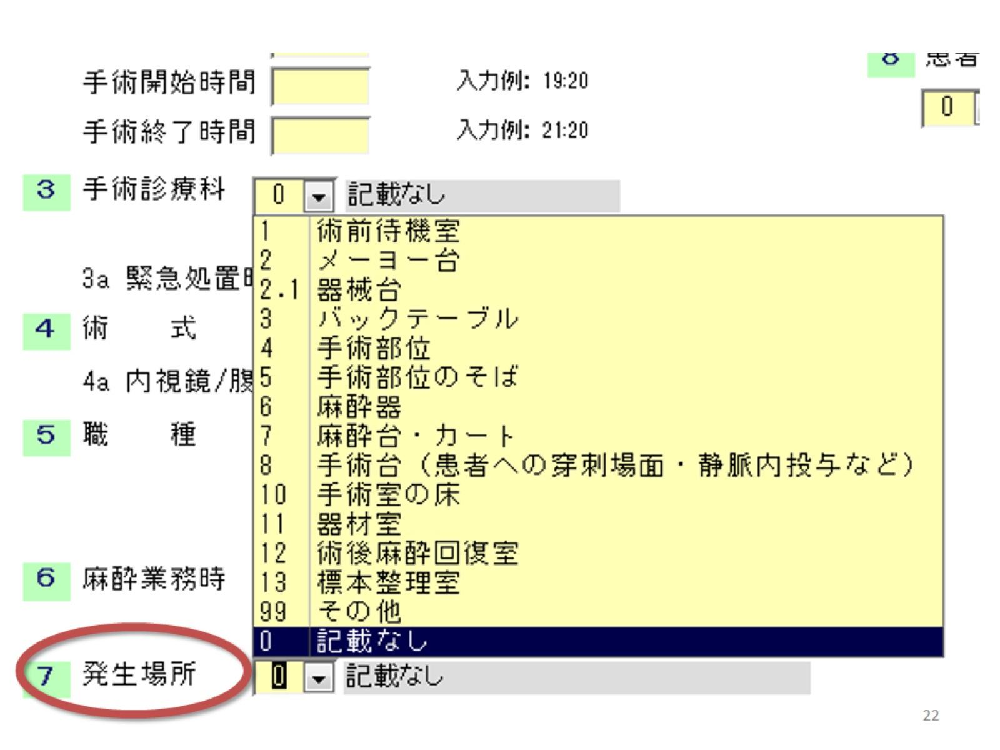 8 患者
手術開始時間 入力例: 19:20
0
手術終了時間 入力例: 21:20
3 手術診療科 0 記載なし
1 術前待機室
2 メーヨー台
3a 緊急処置
2.1 器械台
3 バックテーブル
4 術 式
4 手術部位
4a 内視鏡/腹
5 手術部位のそば
6 麻酔器
5 職 種
7 麻酔台・カート
8 手術台（患者への穿刺場面・静脈内投与など）
10 手術室の床
11 器材室
12 術後麻酔回復室
6 麻酔業務時
13 標本整理室
99 その他
0 記載なし
7 発生場所 0 記載なし
22